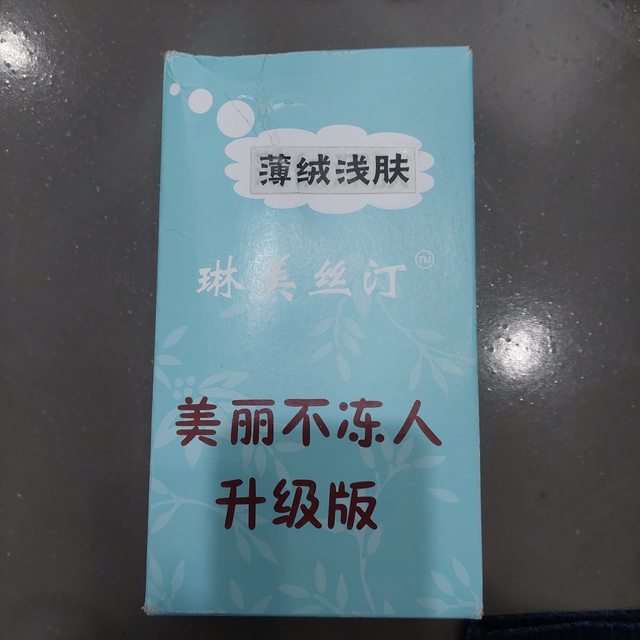 薄绒浅肤
琳美丝汀™
美丽不冻人
升级版